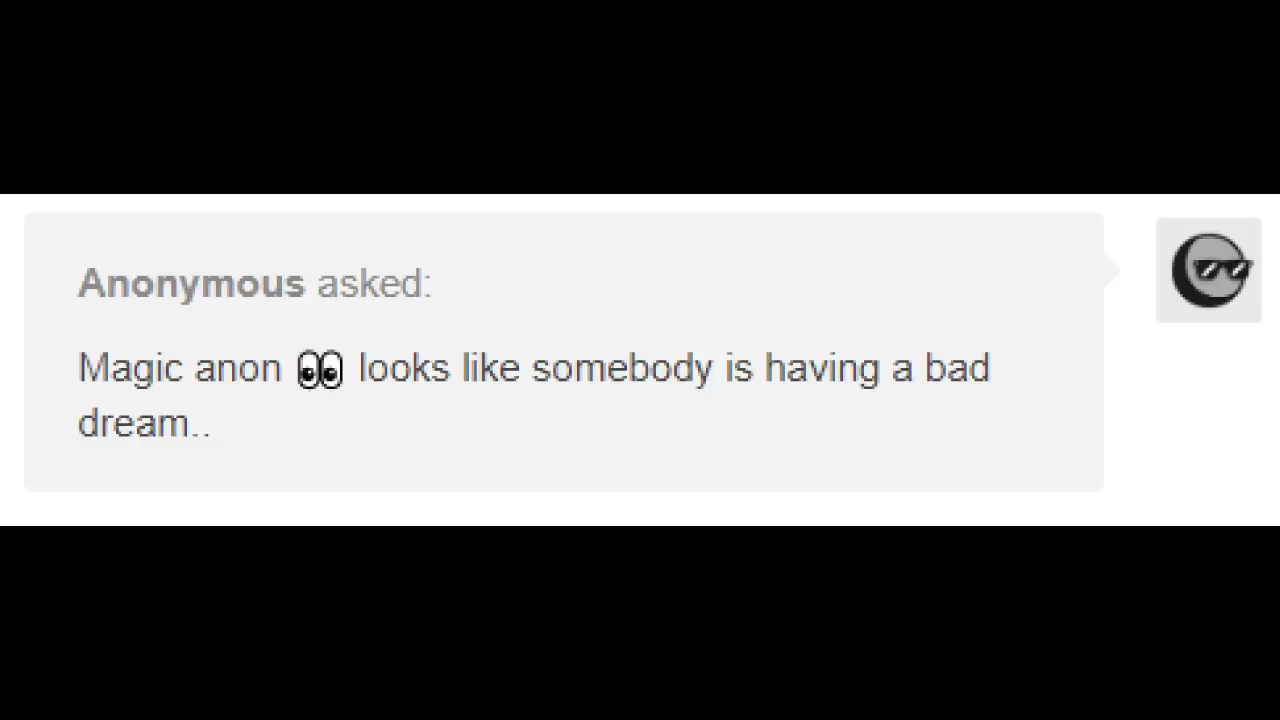 Anonymous asked:
Magic anon 👀 looks like somebody is having a bad
dream..